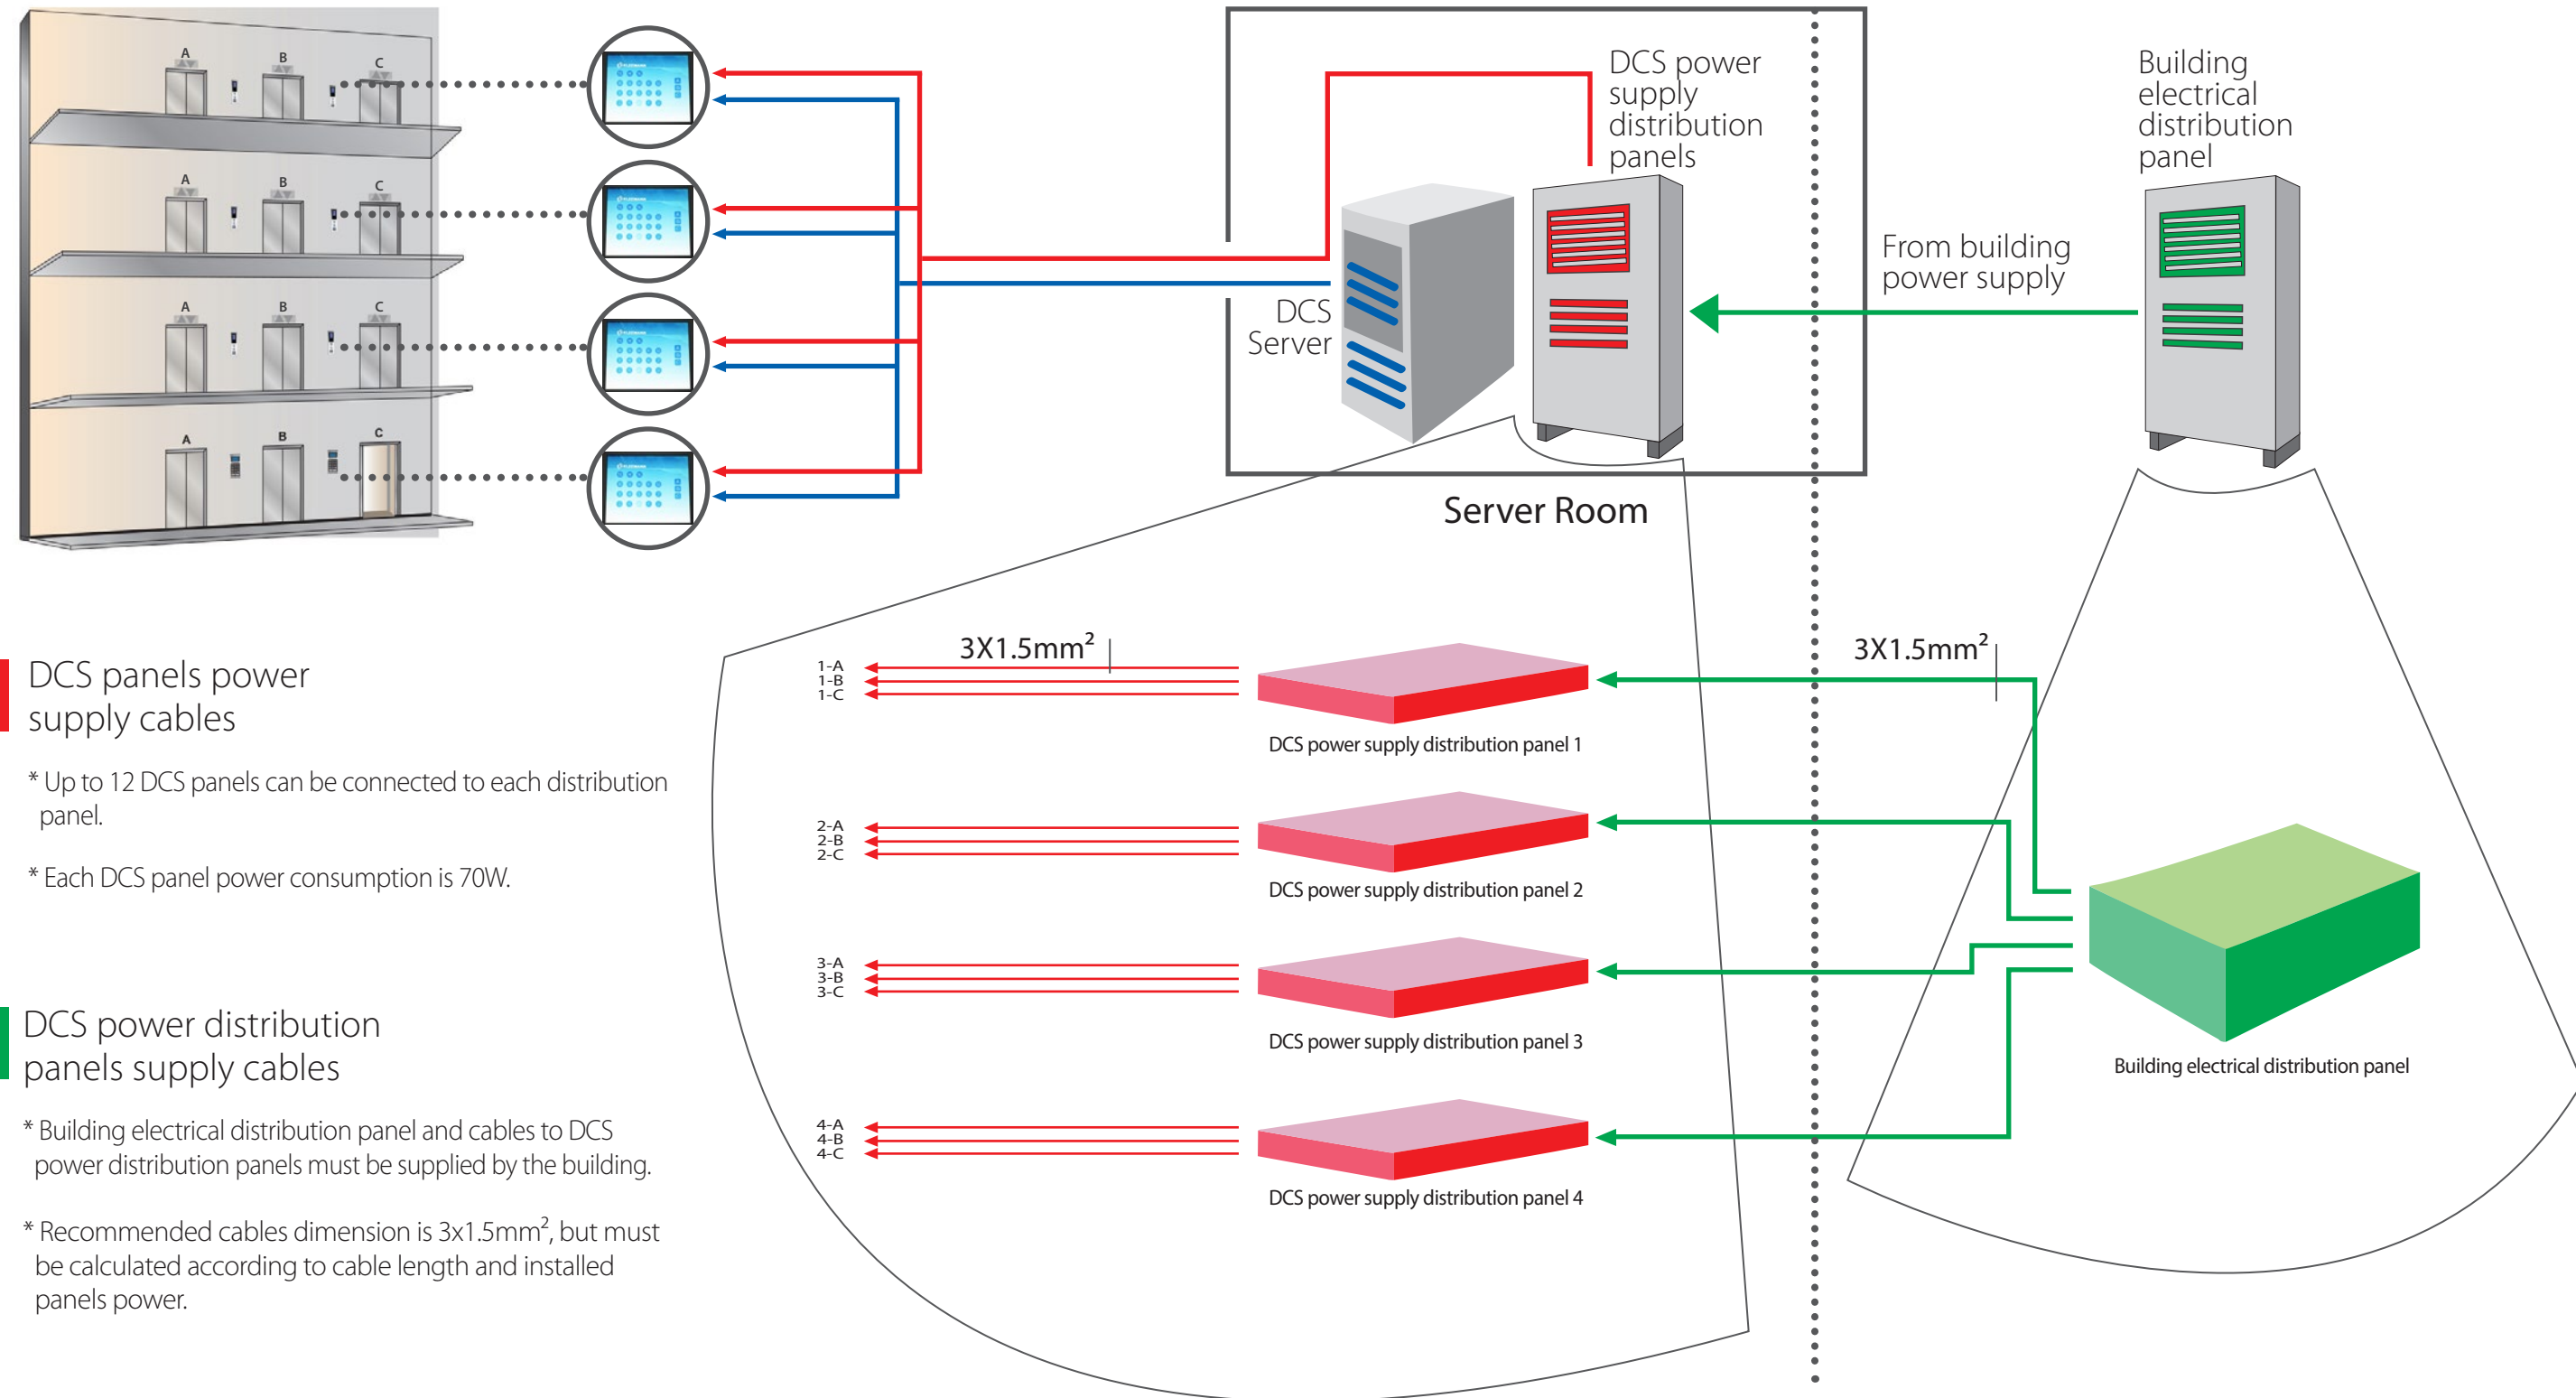 A
B
C
A
B
C
A
B
C
A
B
C
DCS power
supply
distribution
panels
Building
electrical
distribution
panel
From building
power supply
DCS
Server
Server Room
3X1.5mm²
3X1.5mm²
1-A
1-B
1-C
DCS power supply distribution panel 1
2-A
2-B
2-C
DCS power supply distribution panel 2
3-A
3-B
3-C
DCS power supply distribution panel 3
4-A
4-B
4-C
DCS power supply distribution panel 4
Building electrical distribution panel
DCS panels power
supply cables
* Up to 12 DCS panels can be connected to each distribution
panel.
* Each DCS panel power consumption is 70W.
DCS power distribution
panels supply cables
* Building electrical distribution panel and cables to DCS
power distribution panels must be supplied by the building.
* Recommended cables dimension is 3x1.5mm², but must
be calculated according to cable length and installed
panels power.